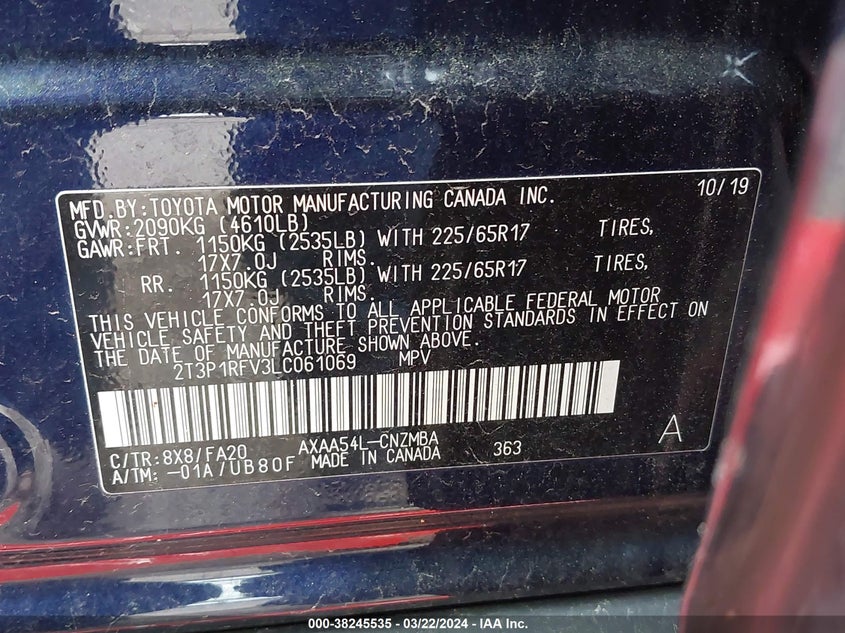 MFD.BY:TOYOTA MOTOR MANUFACTURING CANADA INC. 10/19
GVWR:2090KG (4610LB)
GAWR:FRT. 1150KG (2535LB) WITH 225/65R17 TIRES,
17X7.0J RIMS.
RR. 1150KG (2535LB) WITH 225/65R17 TIRES,
17X7.0J RIMS.
THIS VEHICLE CONFORMS TO ALL APPLICABLE FEDERAL MOTOR
VEHICLE SAFETY AND THEFT PREVENTION STANDARDS IN EFFECT ON
THE DATE OF MANUFACTURE SHOWN ABOVE.
2T3P1RFV3LC061069 MPV
C/TR:8X8/FA20 AXAA54L-CNZMBA A
A/TM:-01A/UB80F MADE IN CANADA 363
000-38245535 - 03/22/2024 - IAA Inc.